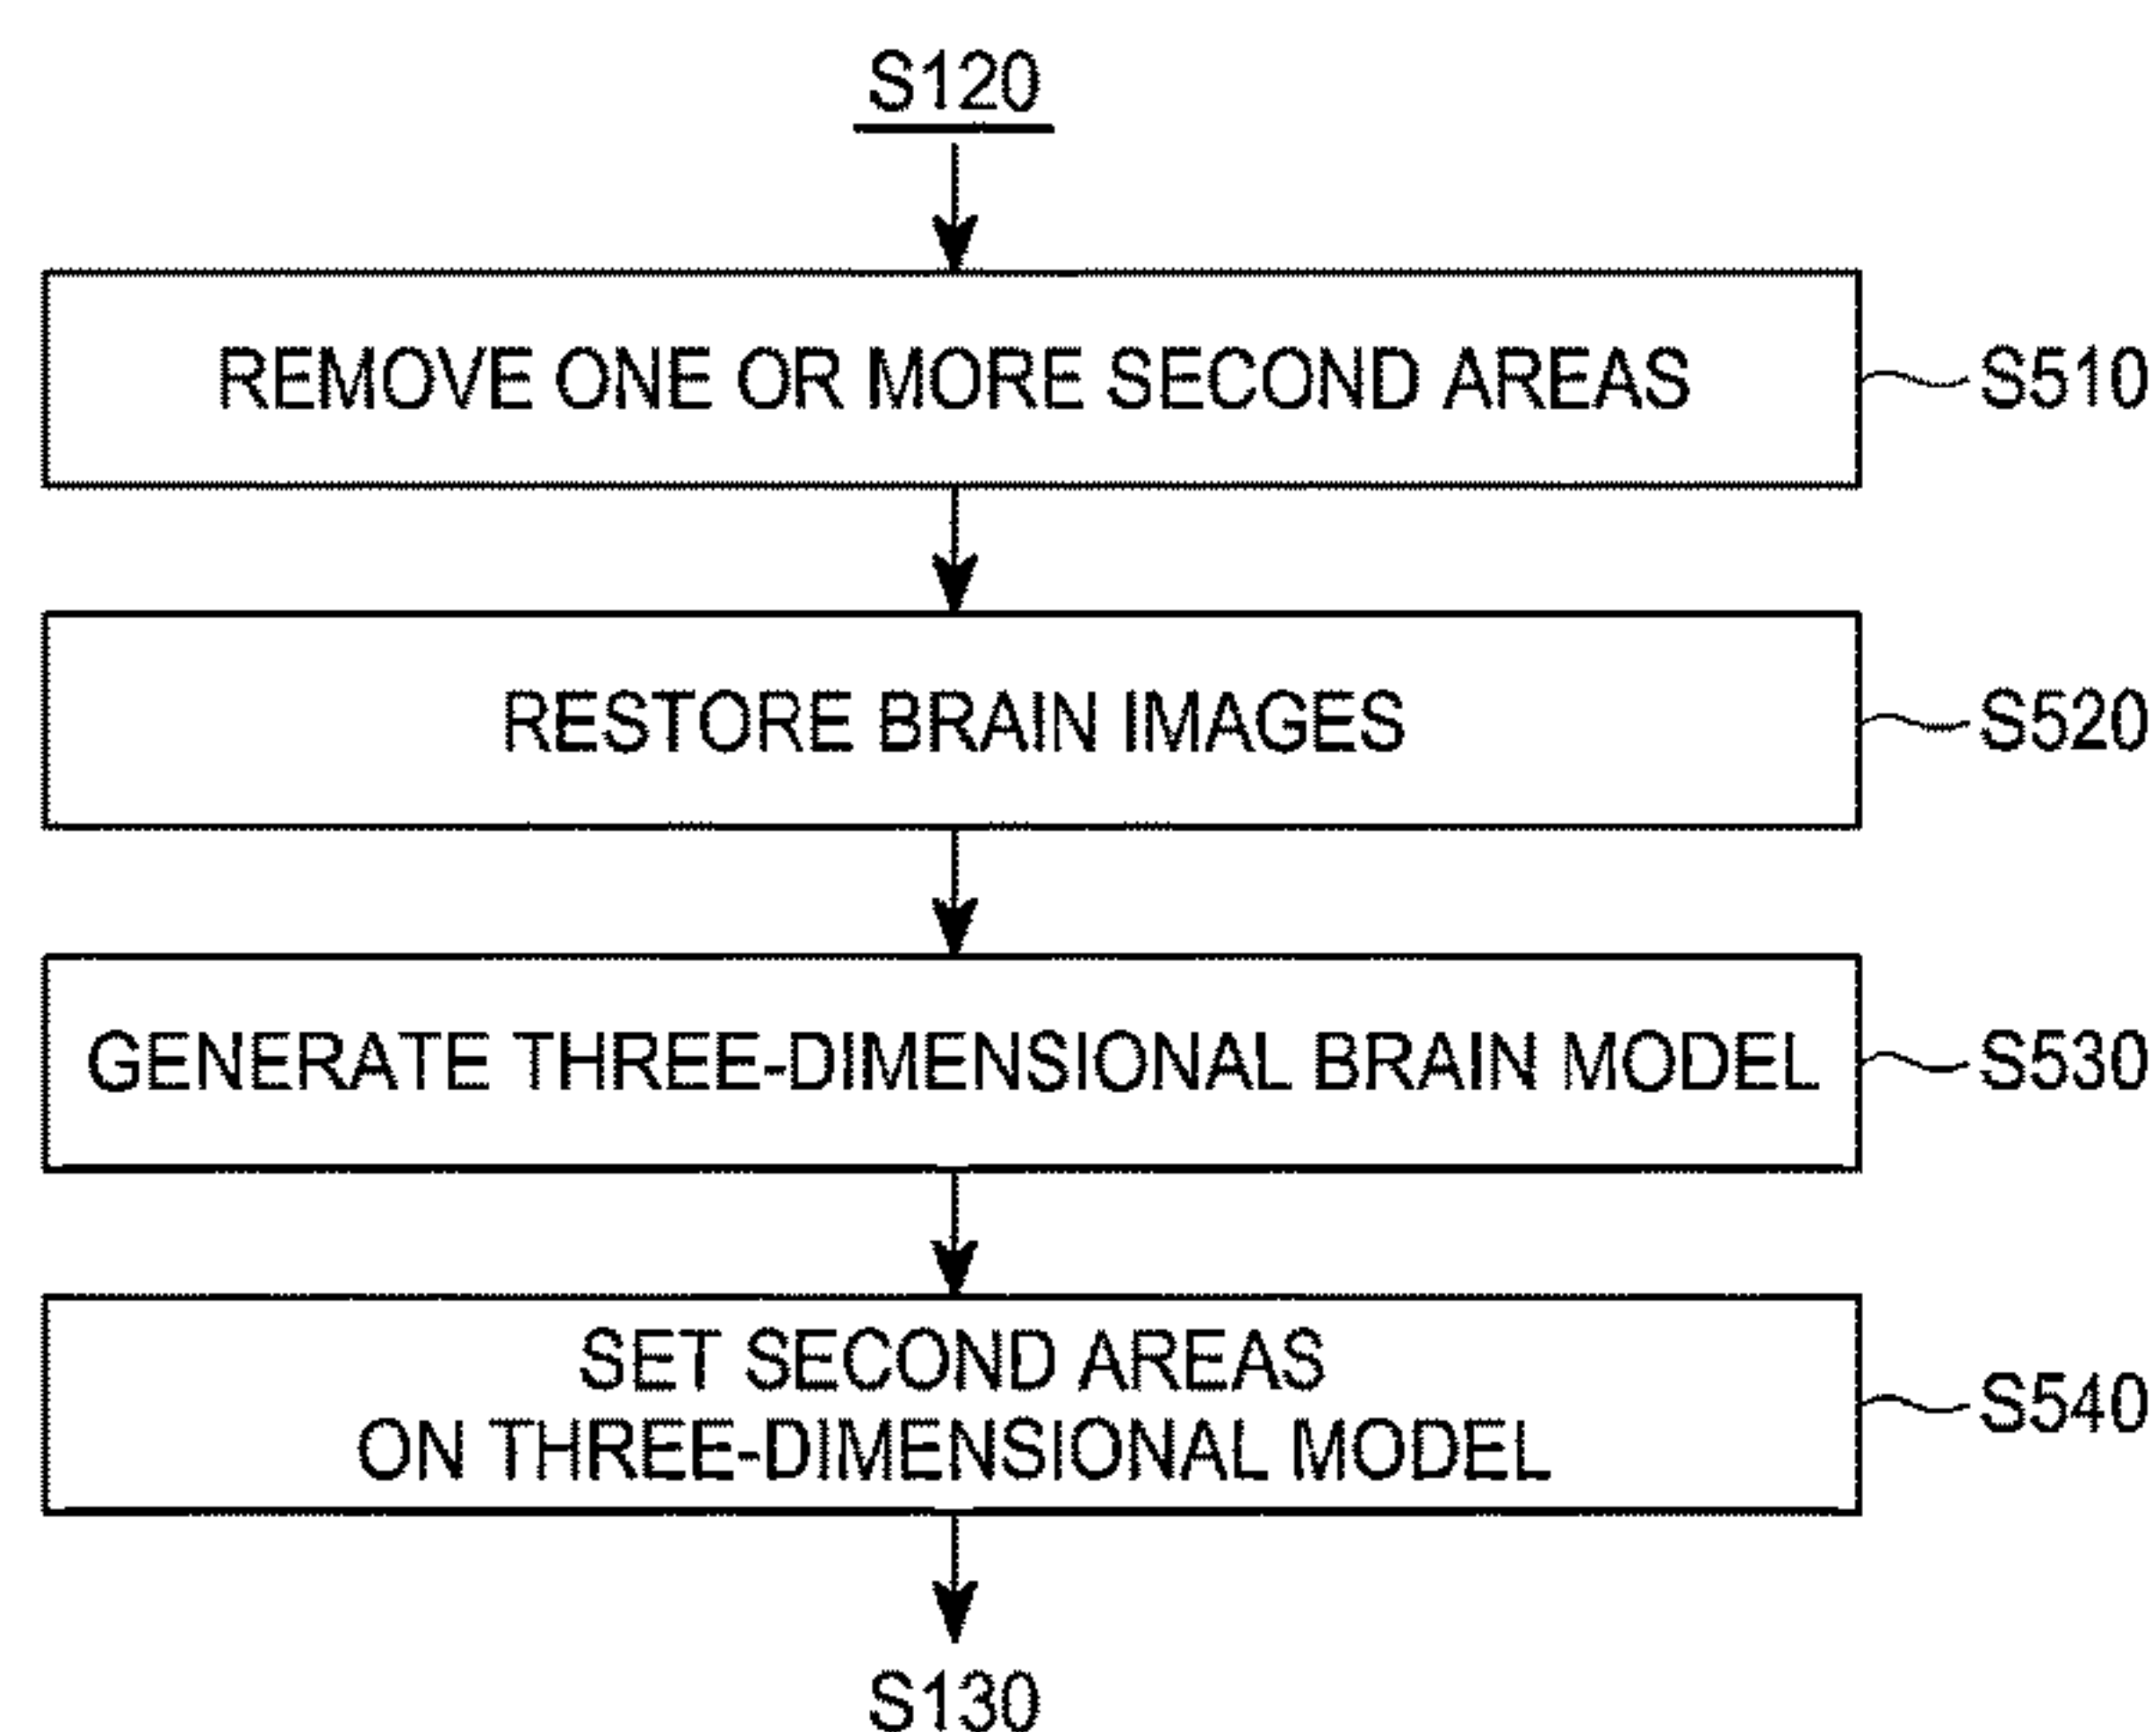 S120
REMOVE ONE OR MORE SECOND AREAS
S510
RESTORE BRAIN IMAGES
S520
GENERATE THREE-DIMENSIONAL BRAIN MODEL
S530
SET SECOND AREAS
ON THREE-DIMENSIONAL MODEL
S540
S130